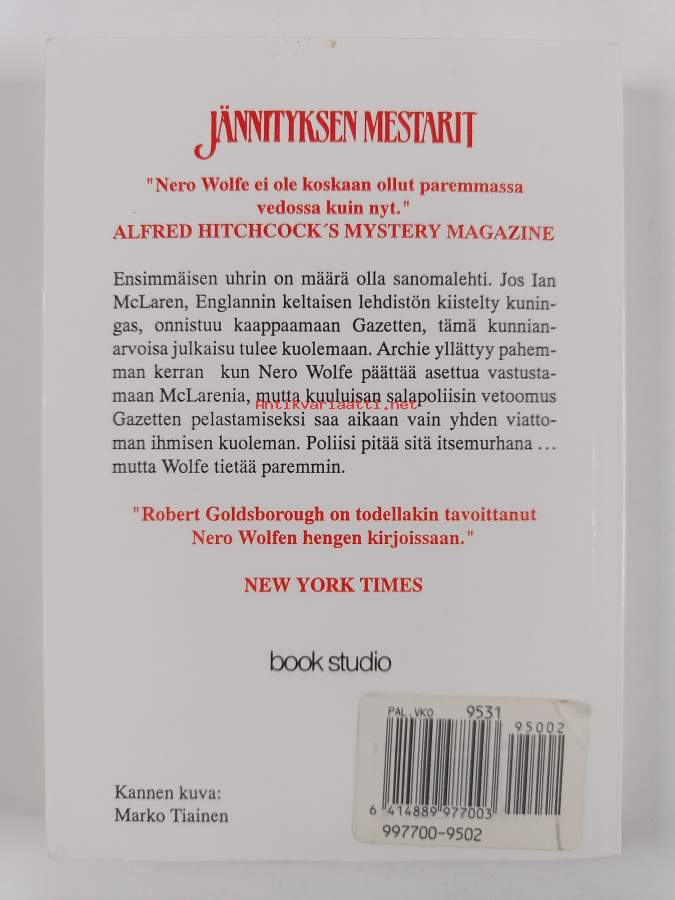 JÄNNITYKSEN MESTARIT
"Nero Wolfe ei ole koskaan ollut paremmassa
vedossa kuin nyt."
ALFRED HITCHCOCK´S MYSTERY MAGAZINE
Ensimmäisen uhrin on määrä olla sanomalehti. Jos Ian
McLaren, Englannin keltaisen lehdistön kiistelty kunin-
gas, onnistuu kaappaamaan Gazetten, tämä kunnian-
arvoisa julkaisu tulee kuolemaan. Archie yllättyy pahem-
man kerran kun Nero Wolfe päättää asettua vastusta-
maan McLarenia, mutta kuuluisan salapoliisin vetoomus
Antikvariaatti.net
Gazetten pelastamiseksi saa aikaan vain yhden viatto-
man ihmisen kuoleman. Poliisi pitää sitä itsemurhana ...
mutta Wolfe tietää paremmin.
"Robert Goldsborough on todellakin tavoittanut
Nero Wolfen hengen kirjoissaan."
NEW YORK TIMES
book studio
PAL.VKO 9531
95002
6 414889 977003
997700-9502
Kannen kuva:
Marko Tiainen